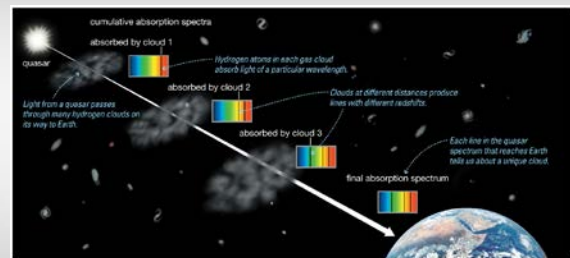 cumulative absorption spectra
absorbed by cloud 1
quasar
Hydrogen atoms in each gas cloud
absorb light of a particular wavelength.
Light from a quasar passes
through many hydrogen clouds on
its way to Earth.
absorbed by cloud 2
Clouds at different distances produce
lines with different redshifts.
absorbed by cloud 3
Each line in the quasar
spectrum that reaches Earth
tells us about a unique cloud.
final absorption spectrum